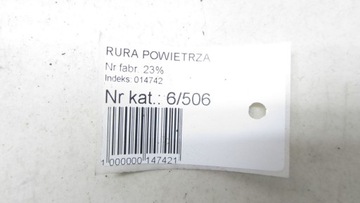 RURA POWIETRZA
Nr fabr. 23%
Indeks: 014742
Nr kat.: 6/506
1 000000 147421